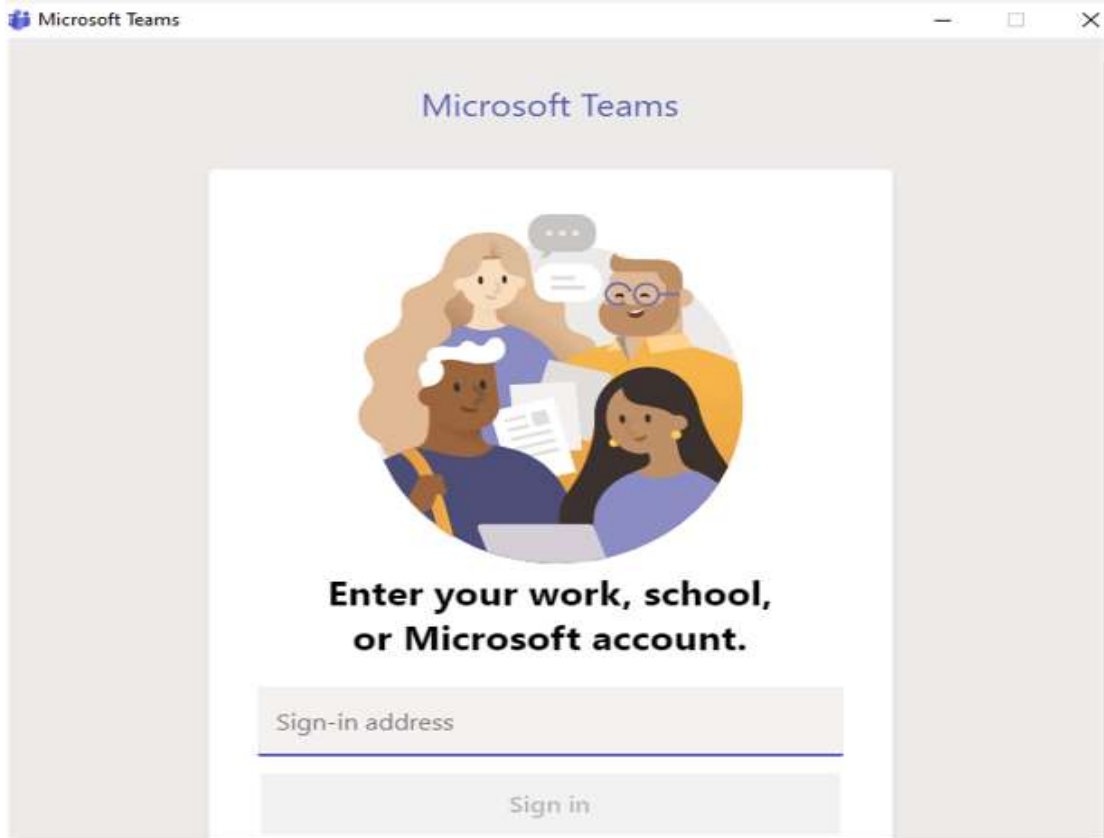 Microsoft Teams
Microsoft Teams
Enter your work, school,
or Microsoft account.
Sign-in address
Sign in